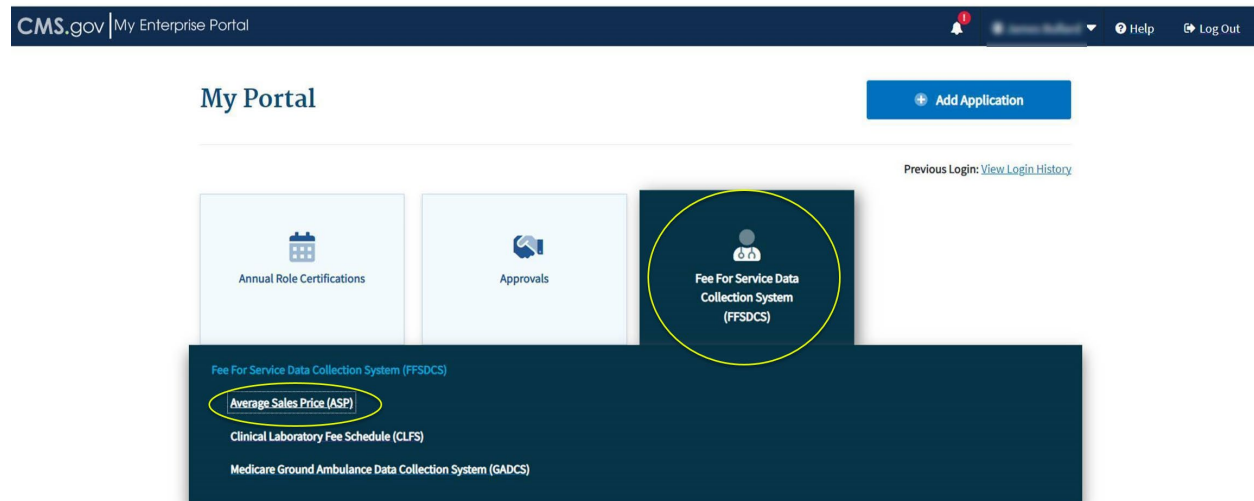 CMS.gov My Enterprise Portal
!
Help
Log Out
My Portal
Add Application
Previous Login: View Login History
Annual Role Certifications
Approvals
Fee For Service Data
Collection System
(FFSDCS)
Fee For Service Data Collection System (FFSDCS)
Average Sales Price (ASP)
Clinical Laboratory Fee Schedule (CLFS)
Medicare Ground Ambulance Data Collection System (GADCS)